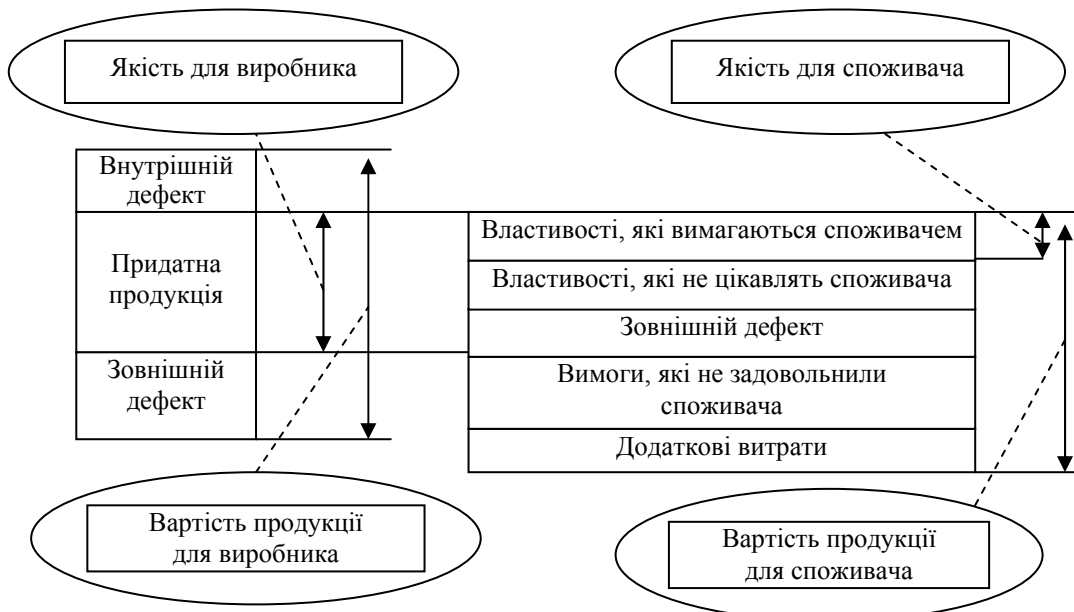 Якість для виробника
Якість для споживача
Внутрішній
дефект
Придатна
продукція
Зовнішній
дефект
Властивості, які вимагаються споживачем
Властивості, які не цікавлять споживача
Зовнішній дефект
Вимоги, які не задовольнили
споживача
Додаткові витрати
Вартість продукції
для виробника
Вартість продукції
для споживача